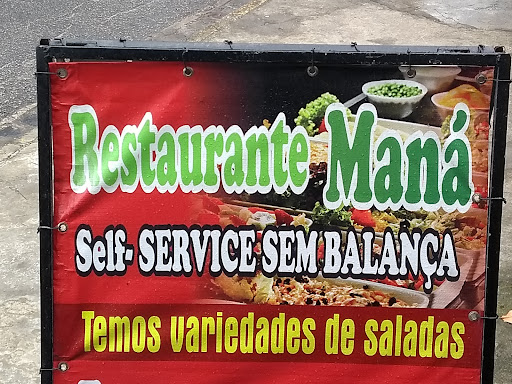 Restaurante Maná
Self-SERVICE SEM BALANÇA
Temos variedades de saladas